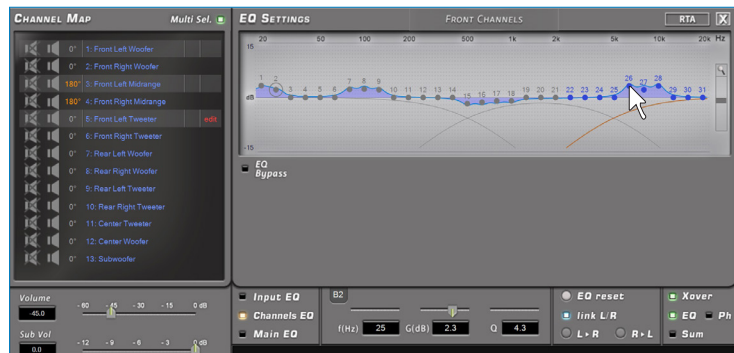 CHANNEL MAP
Multi Sel.
0° 1: Front Left Woofer
0° 2: Front Right Woofer
180° 3: Front Left Midrange
180° 4: Front Right Midrange
0° 5: Front Left Tweeter edit
0° 6: Front Right Tweeter
0° 7: Rear Left Woofer
0° 8: Rear Right Woofer
0° 9: Rear Left Tweeter
0° 10: Rear Right Tweeter
0° 11: Center Tweeter
0° 12: Center Woofer
0° 13: Subwoofer
EQ SETTINGS
FRONT CHANNELS
RTA X
20 50 100 200 500 1k 2k 5k 10k 20k Hz
15
1 2 3 4 5 6 7 8 9 10 11 12 13 14 15 16 17 18 19 20 21 22 23 24 25 26 27 28 29 30 31
dB
-15
EQ
Bypass
Volume
-45.0
-60 -45 -30 -15 0 dB
Sub Vol
0.0
-12 -9 -6 -3 0 dB
Input EQ
Channels EQ
Main EQ
B2
f(Hz) 25 G(dB) 2.3 Q 4.3
EQ reset
link L/R
L▸R R▸L
Xover
EQ Ph
Sum